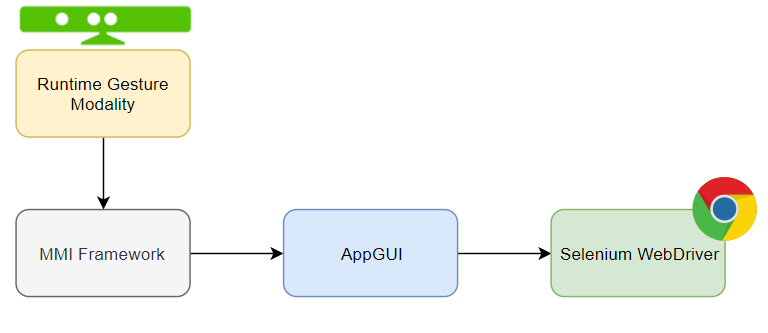 Runtime Gesture
Modality
MMI Framework
AppGUI
Selenium WebDriver